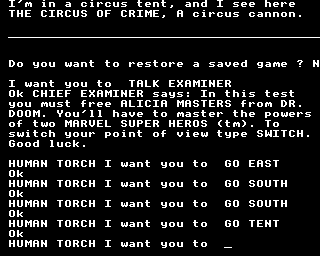 I'm in a circus tent, and I see here
THE CIRCUS OF CRIME, A circus cannon.
Do you want to restore a saved game ? N
I want you to  TALK EXAMINER
Ok CHIEF EXAMINER says: In this test
you must free ALICIA MASTERS from DR.
DOOM. You'll have to master the powers
of two MARVEL SUPER HEROS (tm). To
switch your point of view type SWITCH.
Good luck.
HUMAN TORCH I want you to  GO EAST
Ok
HUMAN TORCH I want you to  GO SOUTH
Ok
HUMAN TORCH I want you to  GO SOUTH
Ok
HUMAN TORCH I want you to  GO TENT
Ok
HUMAN TORCH I want you to  _